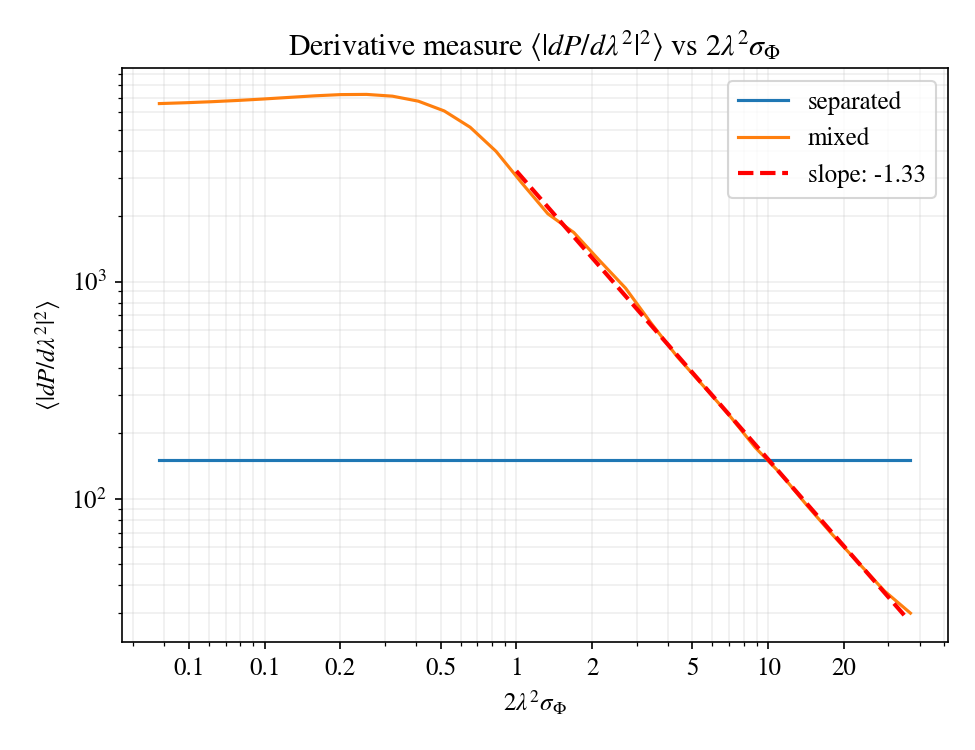 Derivative measure ⟨|dP/dλ²|²⟩ vs 2λ²σ_Φ
separated
mixed
slope: -1.33
⟨|dP/dλ²|²⟩
10³
10²
0.1 0.1 0.2 0.5 1 2 5 10 20
2λ²σ_Φ